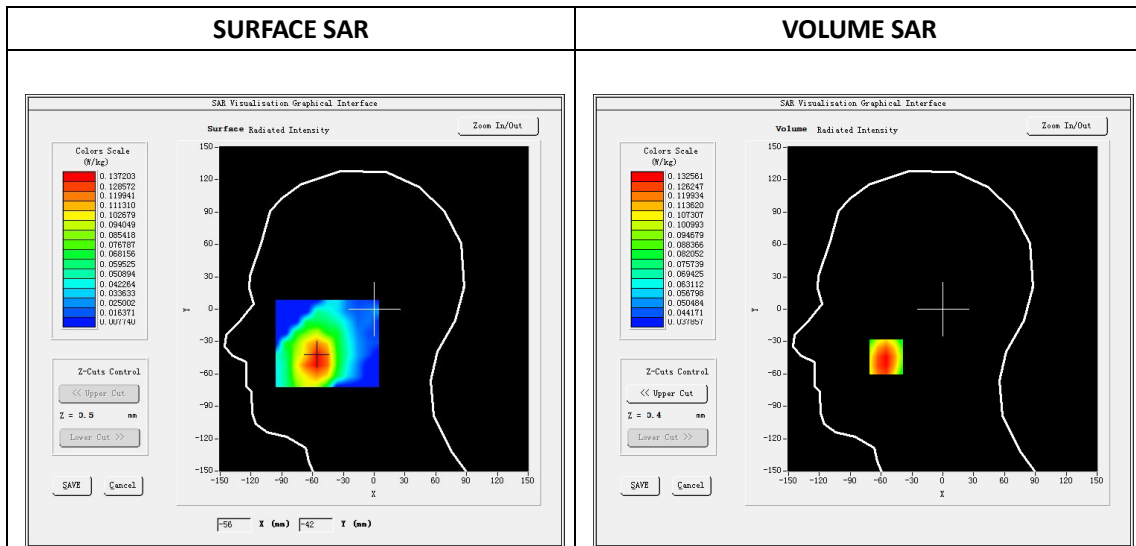 SURFACE SAR
VOLUME SAR
SAR Visualisation Graphical Interface
Surface Radiated Intensity
Zoom In/Out
Colors Scale
(W/kg)
0.137203
0.128572
0.119941
0.111310
0.102679
0.094049
0.085418
0.076787
0.068156
0.059525
0.050894
0.042264
0.033633
0.025002
0.016371
0.007740
150
120
90
60
30
0
-30
-60
-90
-120
-150
Y
-150 -120 -90 -60 -30 0 30 60 90 120 150
X
Z-Cuts Control
<< Upper Cut
Z = 0.5 mm
Lower Cut >>
SAVE Cancel
-56 X (mm) -42 Y (mm)
SAR Visualisation Graphical Interface
Volume Radiated Intensity
Zoom In/Out
Colors Scale
(W/kg)
0.132561
0.126247
0.119934
0.113620
0.107307
0.100993
0.094679
0.088366
0.082052
0.075739
0.069425
0.063112
0.056798
0.050484
0.044171
0.037857
150
120
90
60
30
0
-30
-60
-90
-120
-150
Y
-150 -120 -90 -60 -30 0 30 60 90 120 150
X
Z-Cuts Control
<< Upper Cut
Z = 0.4 mm
Lower Cut >>
SAVE Cancel